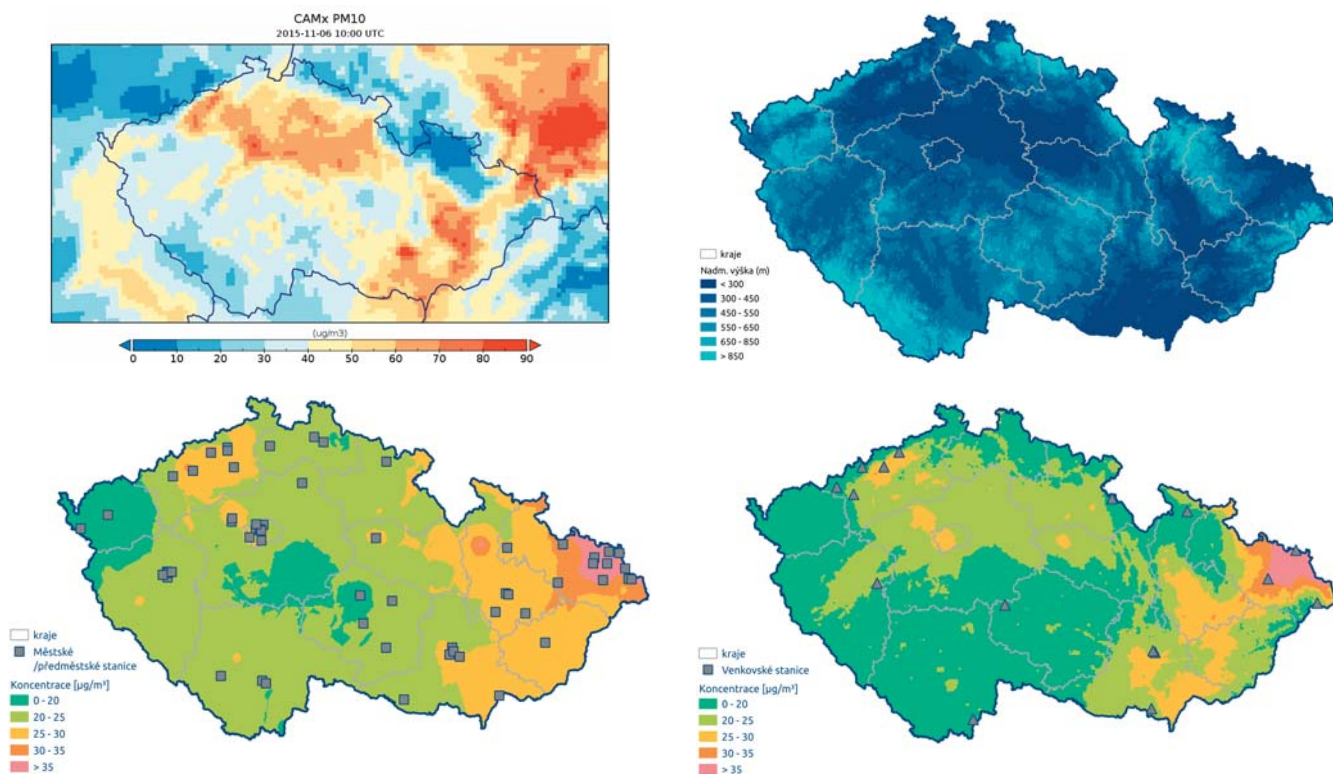 CAMx PM10
2015-11-06 10:00 UTC
(ug/m3)
0 10 20 30 40 50 60 70 80 90
kraje
Nadm. výška (m)
< 300
300 - 450
450 - 550
550 - 650
650 - 850
> 850
kraje
Městské
/předměstské stanice
Koncentrace [µg/m³]
0 - 20
20 - 25
25 - 30
30 - 35
> 35
kraje
Venkovské stanice
Koncentrace [µg/m³]
0 - 20
20 - 25
25 - 30
30 - 35
> 35